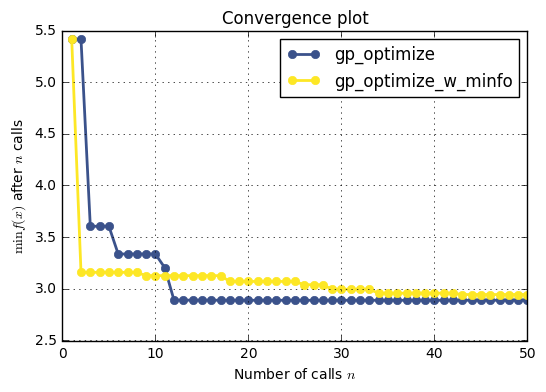 Convergence plot
gp_optimize
gp_optimize_w_minfo
5.5
5.0
4.5
4.0
3.5
3.0
2.5
min f(x) after n calls
0 10 20 30 40 50
Number of calls n